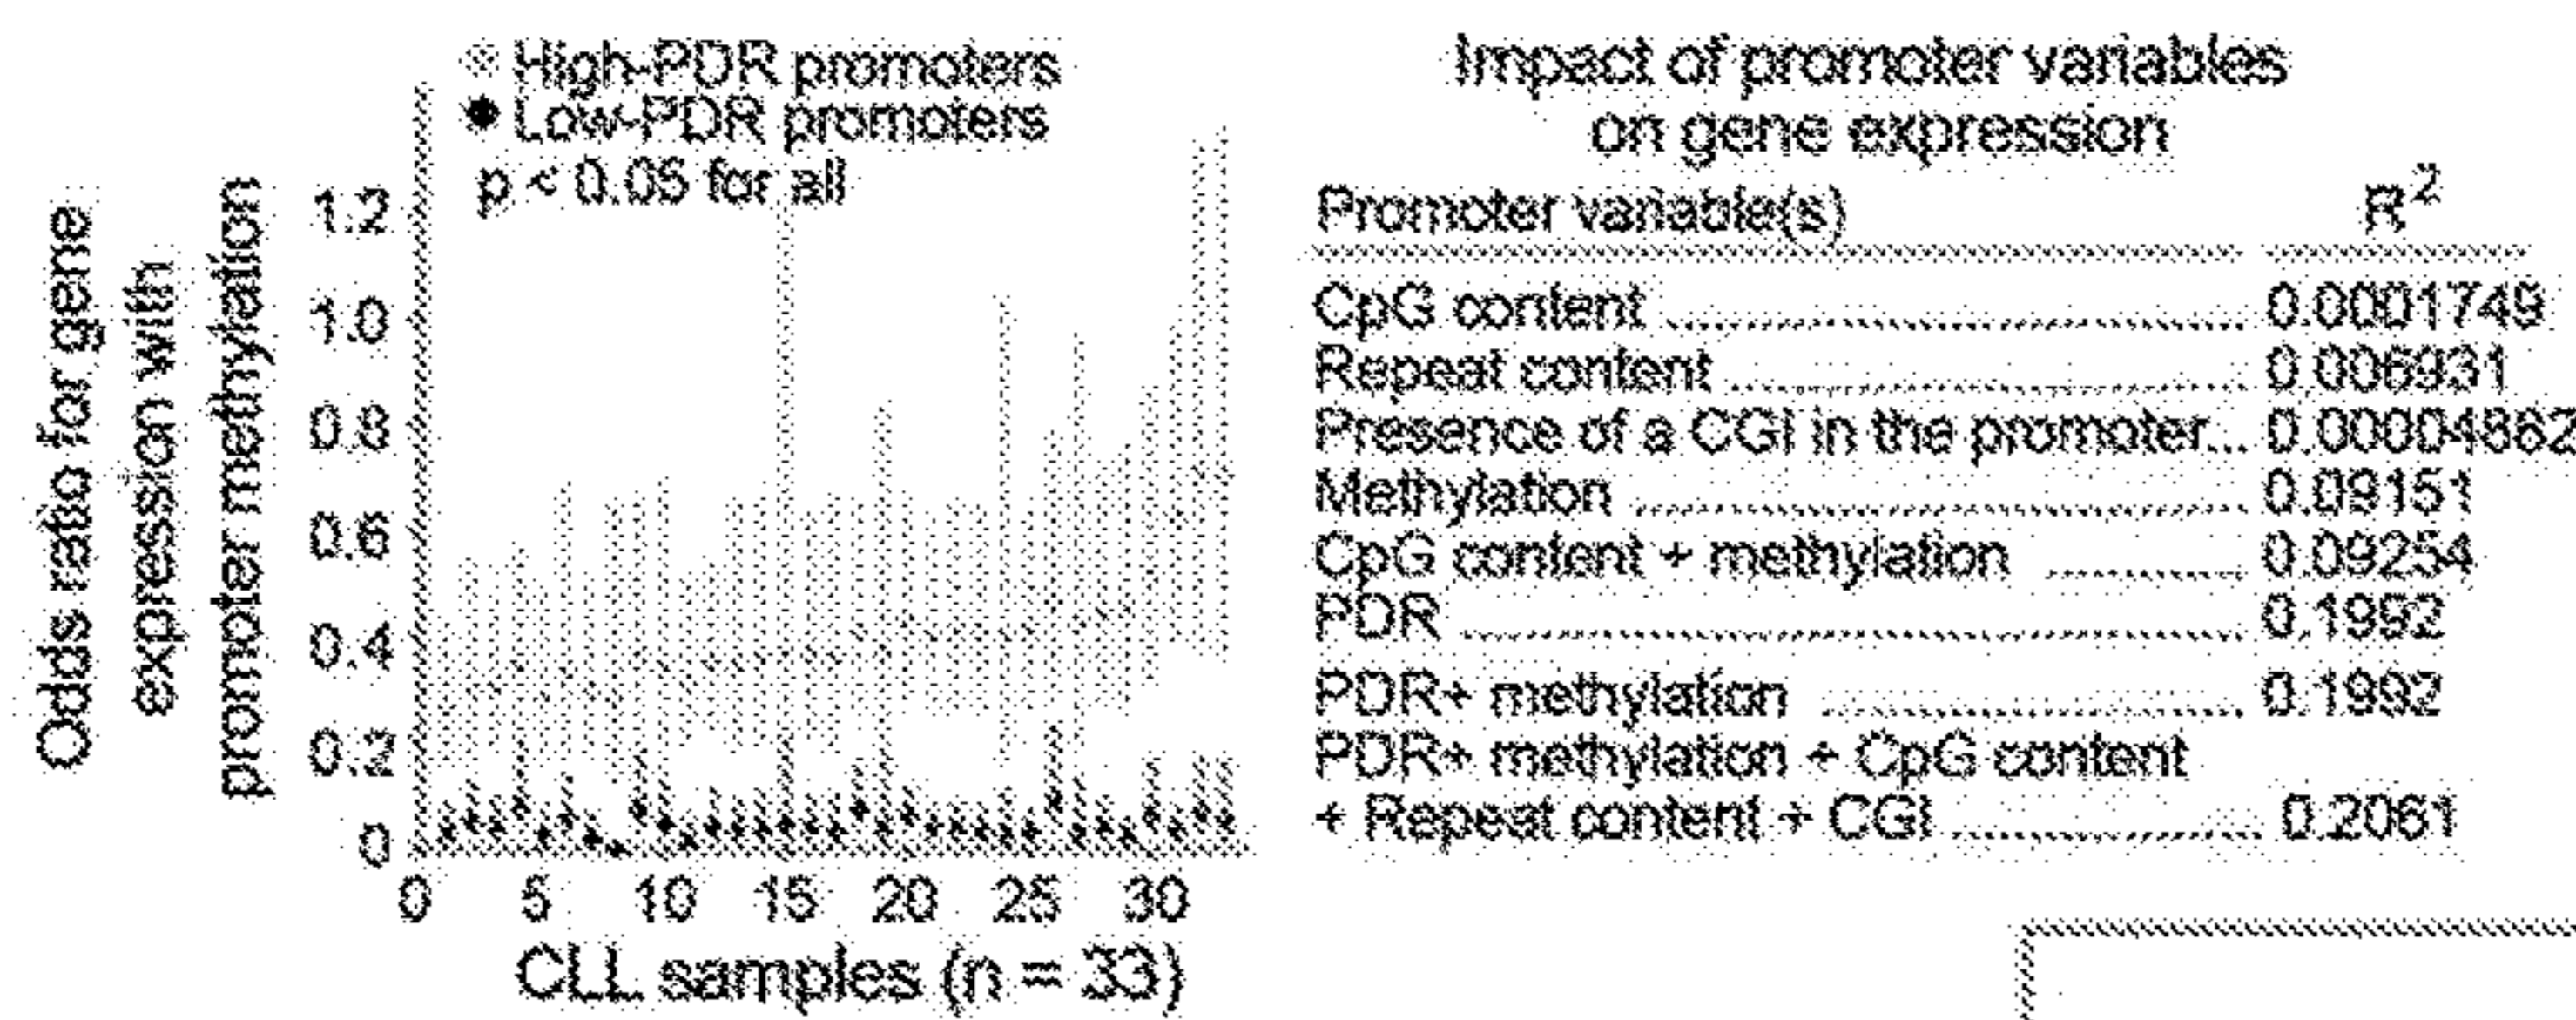 High-PDR promoters
Low-PDR promoters
p < 0.05 for all
Odds ratio for gene
expression with
promoter methylation
1.2
1.0
0.8
0.6
0.4
0.2
0
0 5 10 15 20 25 30
CLL samples (n = 33)
Impact of promoter variables
on gene expression
Promoter variable(s) R²
CpG content 0.0001749
Repeat content 0.006931
Presence of a CGI in the promoter...
Methylation 0.09151
CpG content + methylation 0.09254
PDR 0.1992
PDR+ methylation 0.1992
PDR+ methylation + CpG content
+ Repeat content + CGI 0.2061